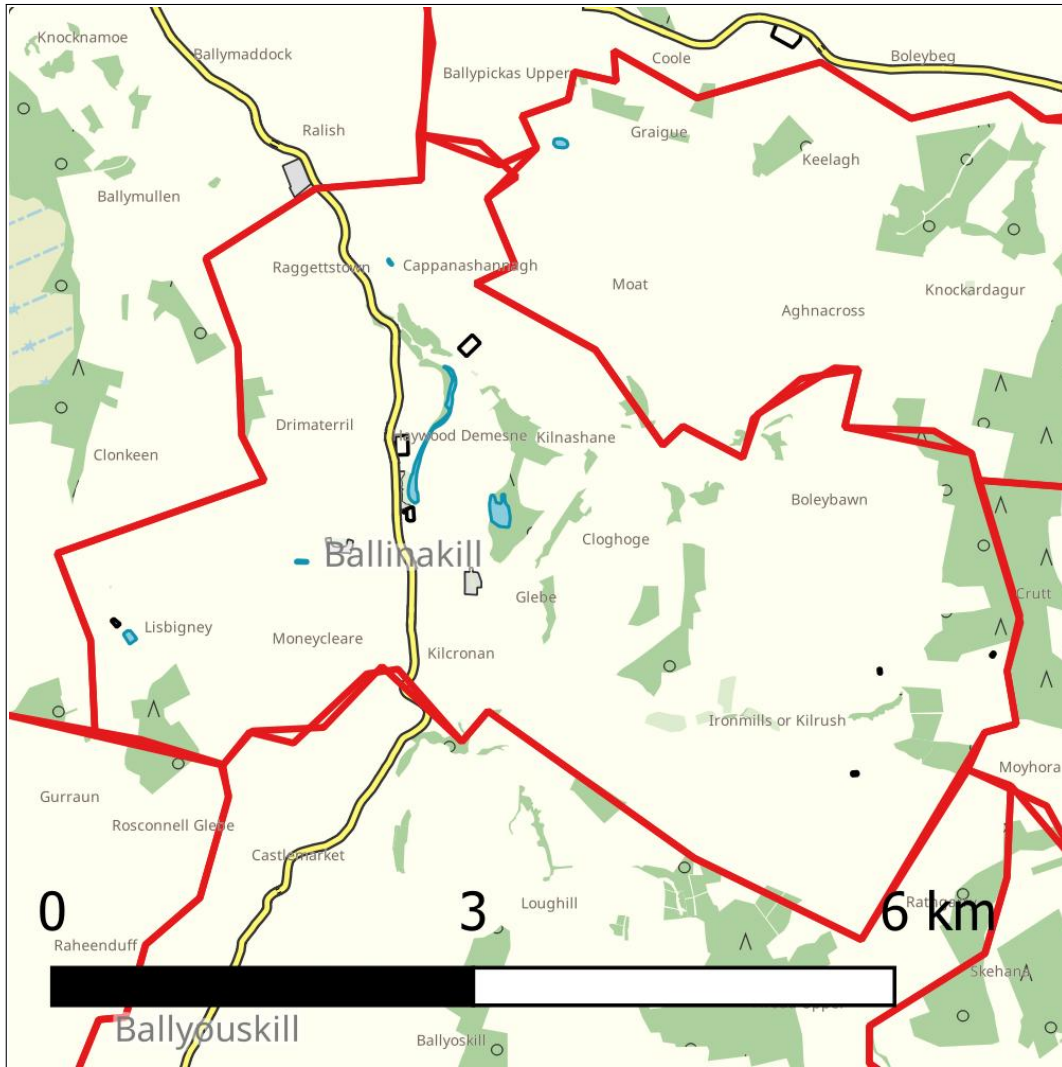 Knocknamoe
Ballymaddock
Ballypickas Upper
Coole
Boleybeg
Ralish
Graigue
Keelagh
Ballymullen
Raggettstown
Cappanashannagh
Moat
Knockardagur
Aghnacross
Drimaterril
Haywood Demesne
Kilnashane
Clonkeen
Boleybawn
Cloghoge
Ballinakill
Glebe
Crutt
Lisbigney
Moneycleare
Kilcronan
Ironmills or Kilrush
Moyhora
Gurraun
Rosconnell Glebe
Castlemarket
0
3
6 km
Loughill
Raheenduff
Skehana
Upper
Ballyouskill
Ballyoskill